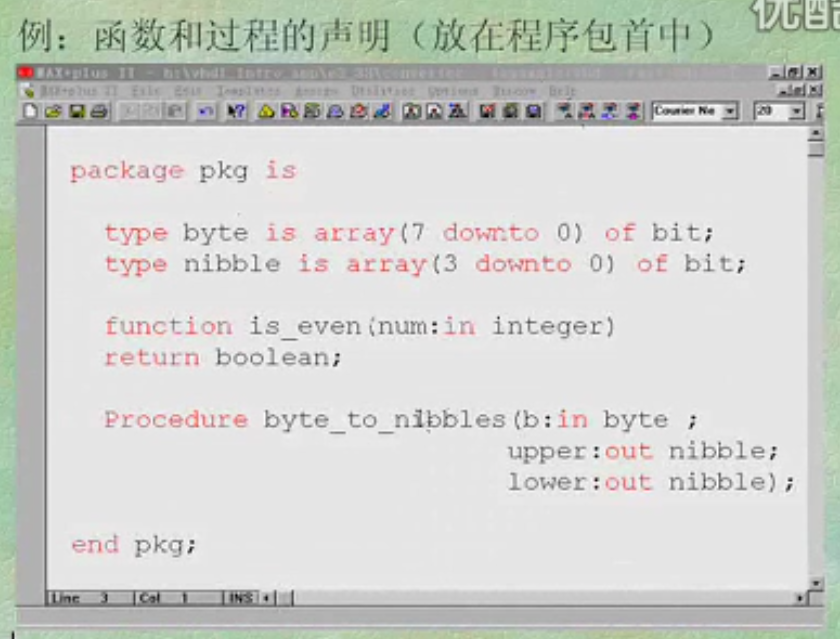 例：函数和过程的声明（放在程序包首中）
优酷
MAX+plus II
MAX+plus II File Edit Templates Assign Utilities Options Window Help
Courier Ne 20
package pkg is
type byte is array(7 downto 0) of bit;
type nibble is array(3 downto 0) of bit;
function is_even(num:in integer)
return boolean;
Procedure byte_to_nibbles(b:in byte ;
upper:out nibble;
lower:out nibble);
end pkg;
Line 3 Col 1 INS